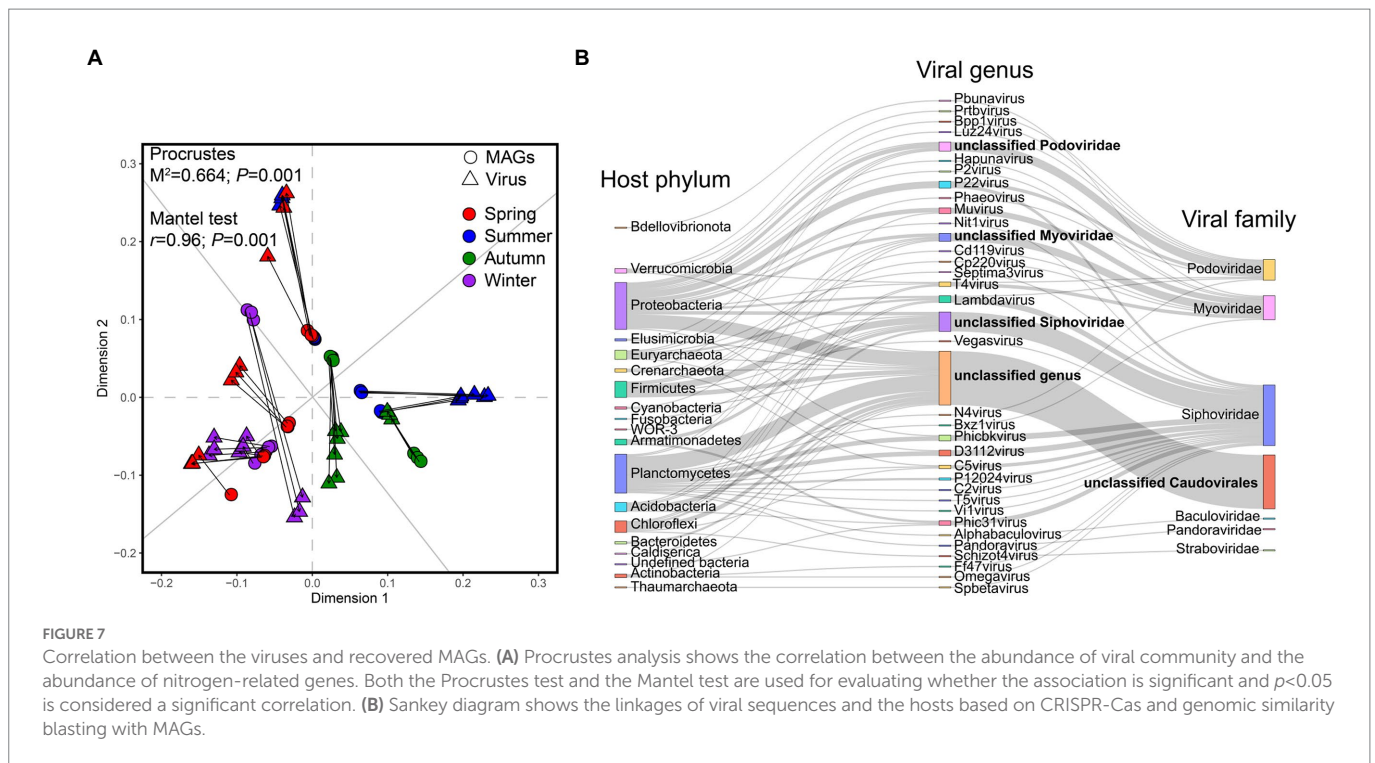 A
Procrustes
M²=0.664; P=0.001
Mantel test
r=0.96; P=0.001
MAGs
Virus
Spring
Summer
Autumn
Winter
0.3
0.2
0.1
0.0
−0.1
−0.2
−0.2
−0.1
0.0
0.1
0.2
0.3
Dimension 1
Dimension 2
B
Host phylum
Bdellovibrionota
Verrucomicrobia
Proteobacteria
Elusimicrobia
Euryarchaeota
Crenarchaeota
Firmicutes
Cyanobacteria
Fusobacteria
WOR-3
Armatimonadetes
Planctomycetes
Acidobacteria
Chloroflexi
Bacteroidetes
Caldiserica
Undefined bacteria
Actinobacteria
Thaumarchaeota
Viral genus
Pbunavirus
Prtbvirus
Bpp1virus
Luz24virus
unclassified Podoviridae
Hapunavirus
P2virus
P22virus
Phaeovirus
Muvirus
Nit1virus
unclassified Myoviridae
Cd119virus
Cp220virus
Septima3virus
T4virus
Lambdavirus
unclassified Siphoviridae
Vegasvirus
unclassified genus
N4virus
Bxz1virus
Phicbkvirus
D3112virus
C5virus
P12024virus
C2virus
T5virus
Vi1virus
Phic31virus
Alphabaculovirus
Pandoravirus
Schizot4virus
Ff47virus
Omegavirus
Spbetavirus
Viral family
Podoviridae
Myoviridae
Siphoviridae
unclassified Caudovirales
Baculoviridae
Pandoraviridae
Straboviridae
FIGURE 7
Correlation between the viruses and recovered MAGs. (A) Procrustes analysis shows the correlation between the abundance of viral community and the
abundance of nitrogen-related genes. Both the Procrustes test and the Mantel test are used for evaluating whether the association is significant and p<0.05
is considered a significant correlation. (B) Sankey diagram shows the linkages of viral sequences and the hosts based on CRISPR-Cas and genomic similarity
blasting with MAGs.